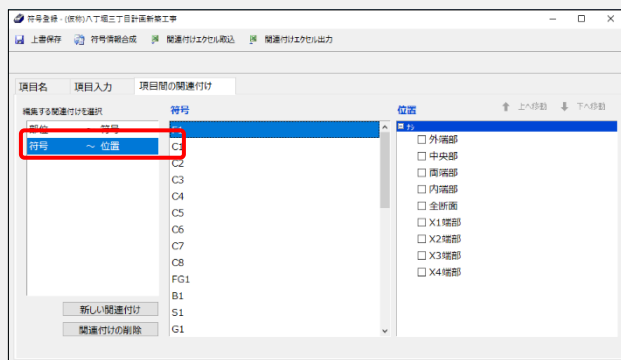 符号登録 - (仮称)八丁堀三丁目計画新築工事
上書保存 符号情報合成 関連付けエクセル取込 関連付けエクセル出力
項目名 項目入力 項目間の関連付け
編集する関連付けを選択
部位 ～ 符号
符号 ～ 位置
新しい関連付け
関連付けの削除
符号
C1
C2
C3
C4
C5
C6
C7
C8
FG1
B1
S1
G1
位置
上へ移動 下へ移動
外端部
中央部
両端部
内端部
全断面
X1端部
X2端部
X3端部
X4端部